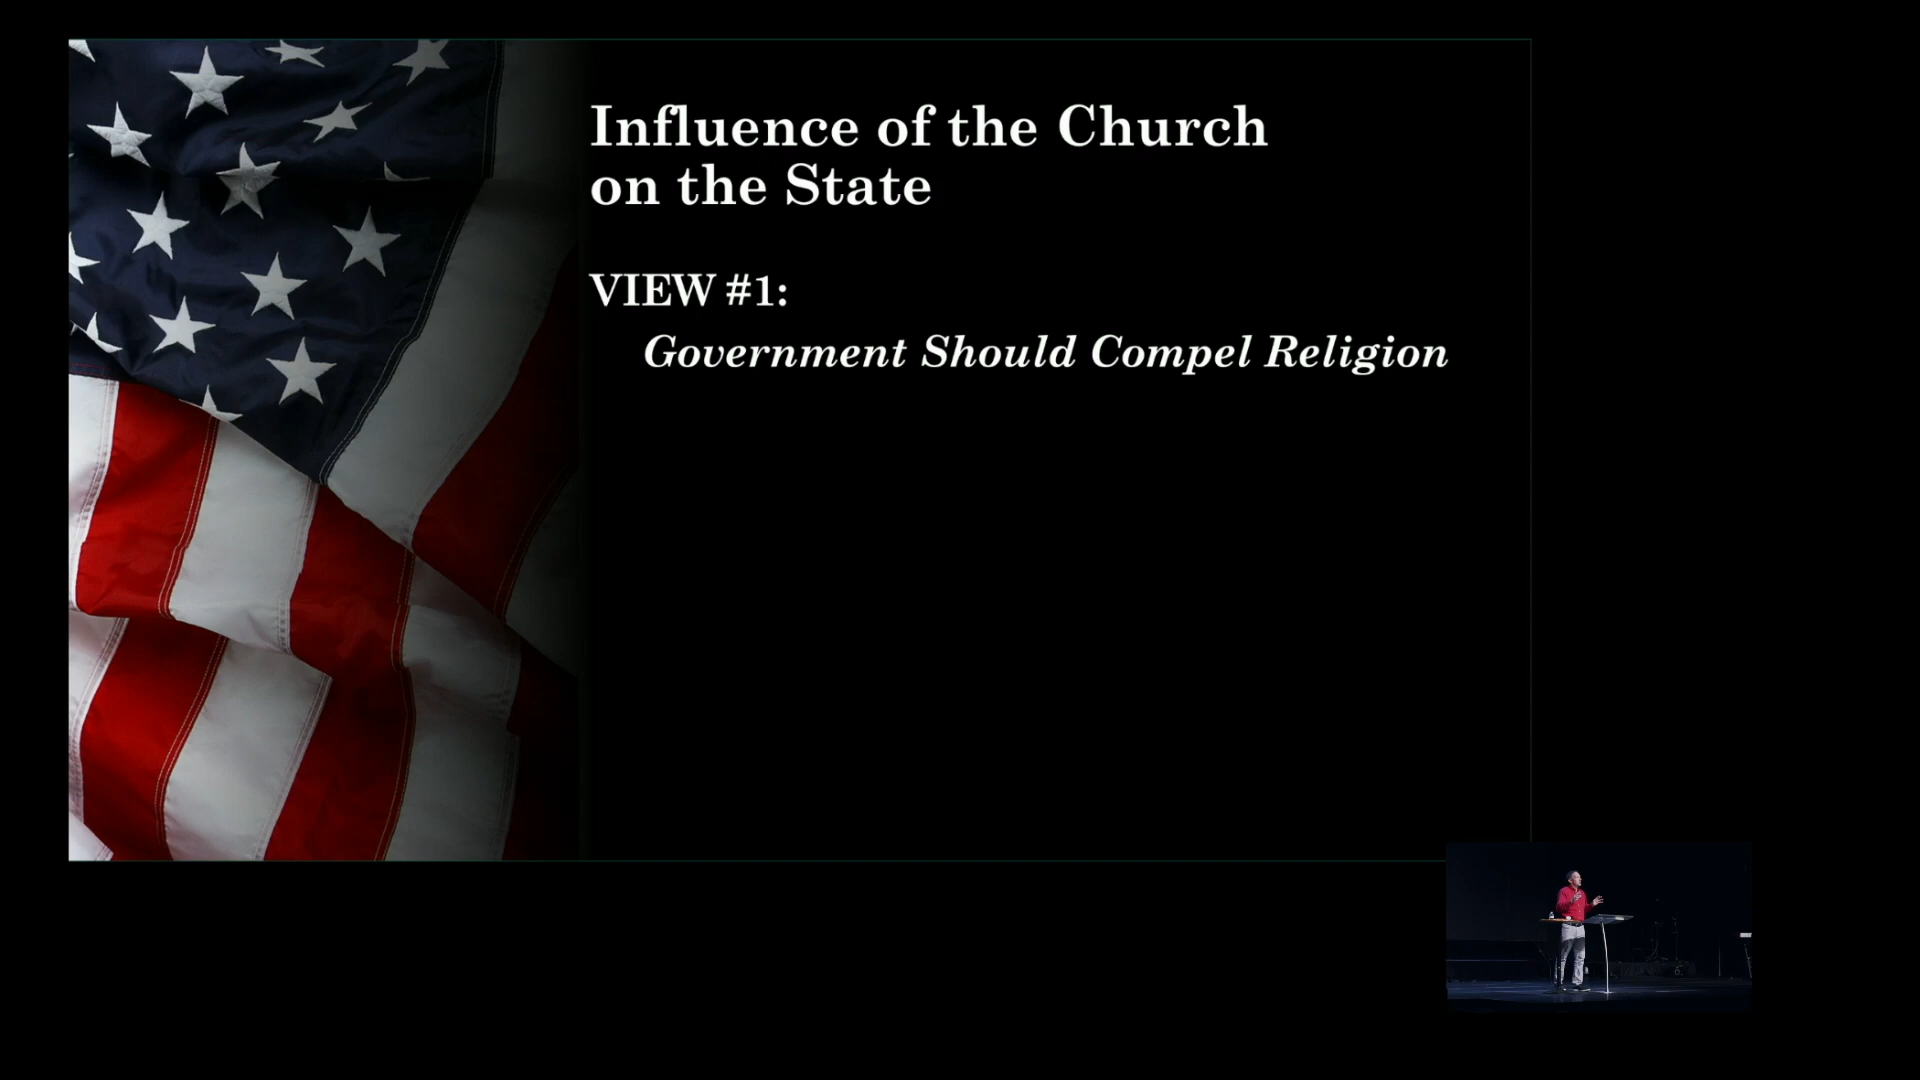 Influence of the Church
on the State
VIEW #1:
Government Should Compel Religion